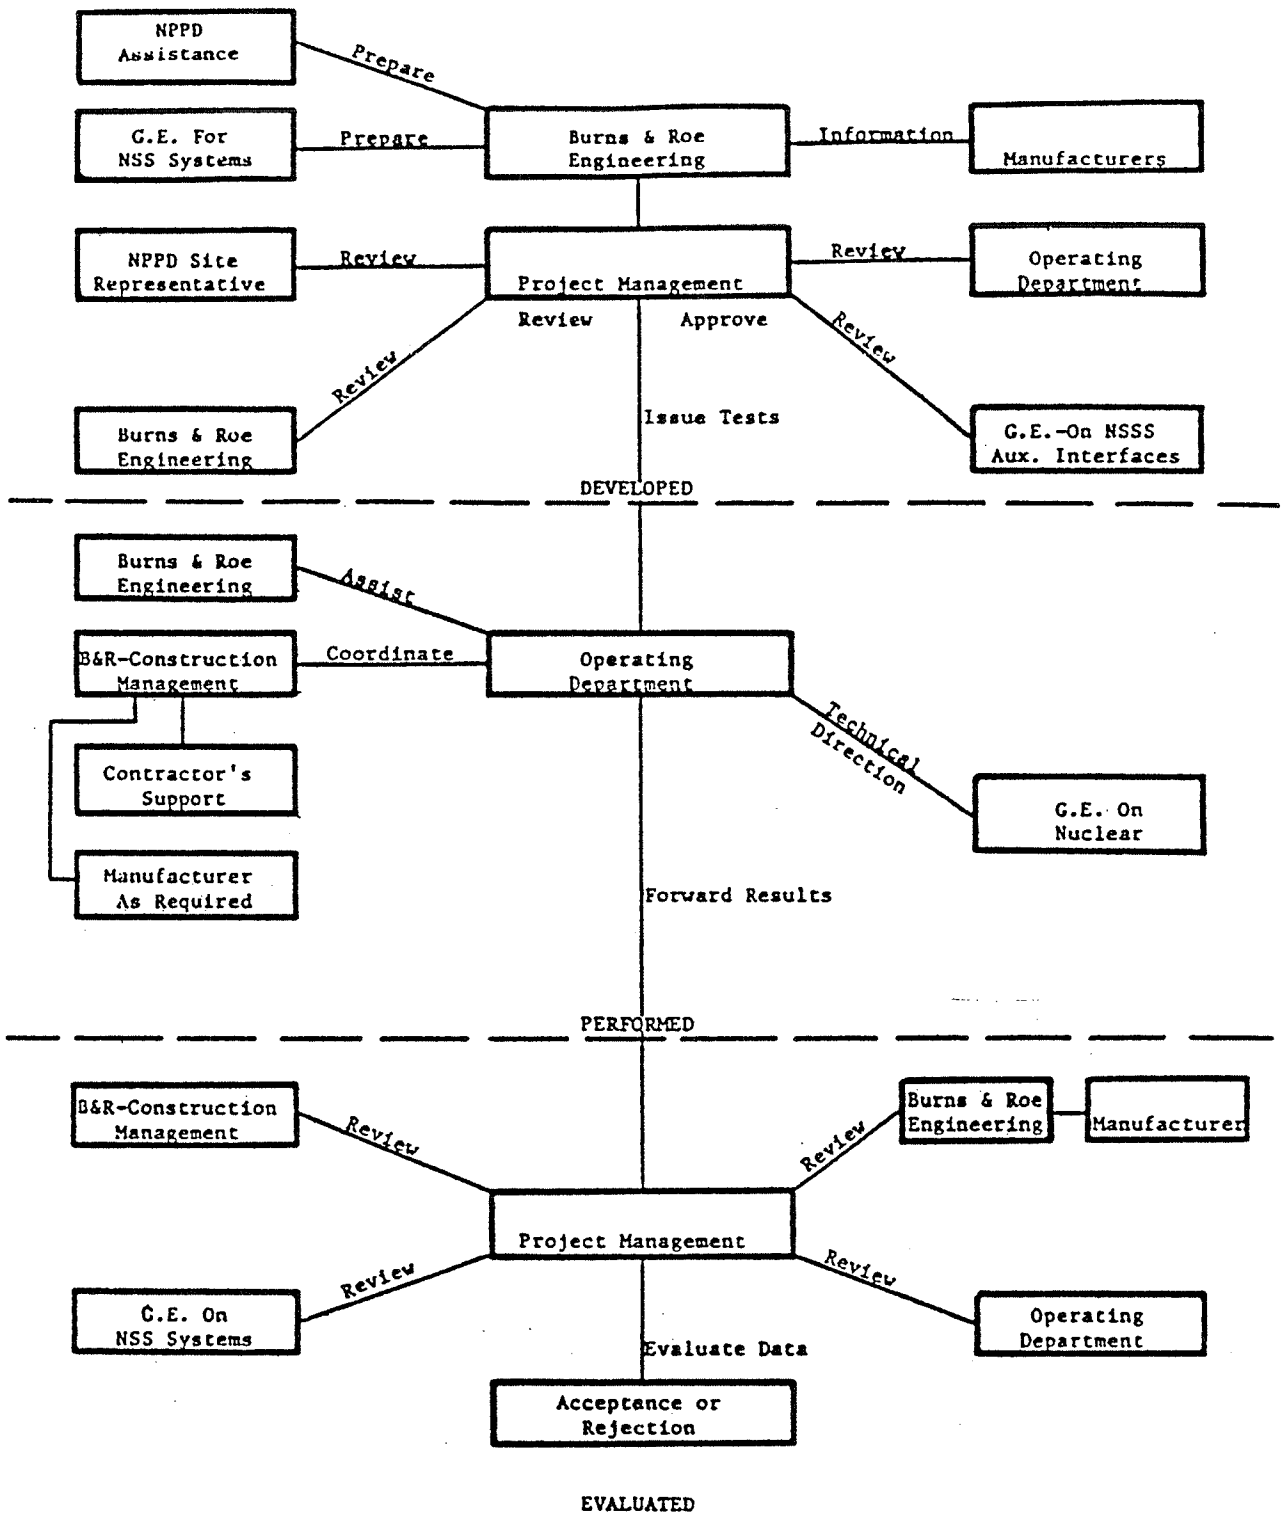 NPPD
Assistance
Prepare
G.E. For
NSS Systems
Prepare
Burns & Roe
Engineering
Information
Manufacturers
NPPD Site
Representative
Review
Project Management
Review
Operating
Department
Review Approve
Review
Review
Burns & Roe
Engineering
Issue Tests
G.E.-On NSSS
Aux. Interfaces
DEVELOPED
Burns & Roe
Engineering
Assist
B&R-Construction
Management
Coordinate
Operating
Department
Technical
Direction
Contractor's
Support
G.E. On
Nuclear
Manufacturer
As Required
Forward Results
PERFORMED
B&R-Construction
Management
Review
Review
Burns & Roe
Engineering
Manufacturer
Project Management
Review
Review
G.E. On
NSS Systems
Operating
Department
Evaluate Data
Acceptance or
Rejection
EVALUATED